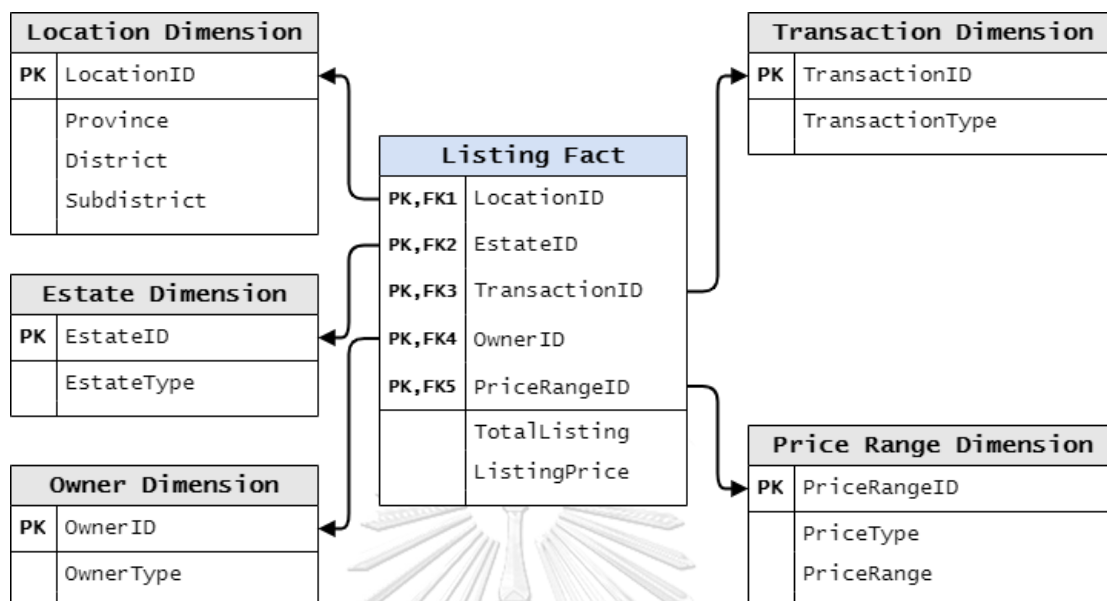 Location Dimension
PK LocationID
Province
District
Subdistrict
Estate Dimension
PK EstateID
EstateType
Owner Dimension
PK OwnerID
OwnerType
Listing Fact
PK,FK1 LocationID
PK,FK2 EstateID
PK,FK3 TransactionID
PK,FK4 OwnerID
PK,FK5 PriceRangeID
TotalListing
ListingPrice
Transaction Dimension
PK TransactionID
TransactionType
Price Range Dimension
PK PriceRangeID
PriceType
PriceRange